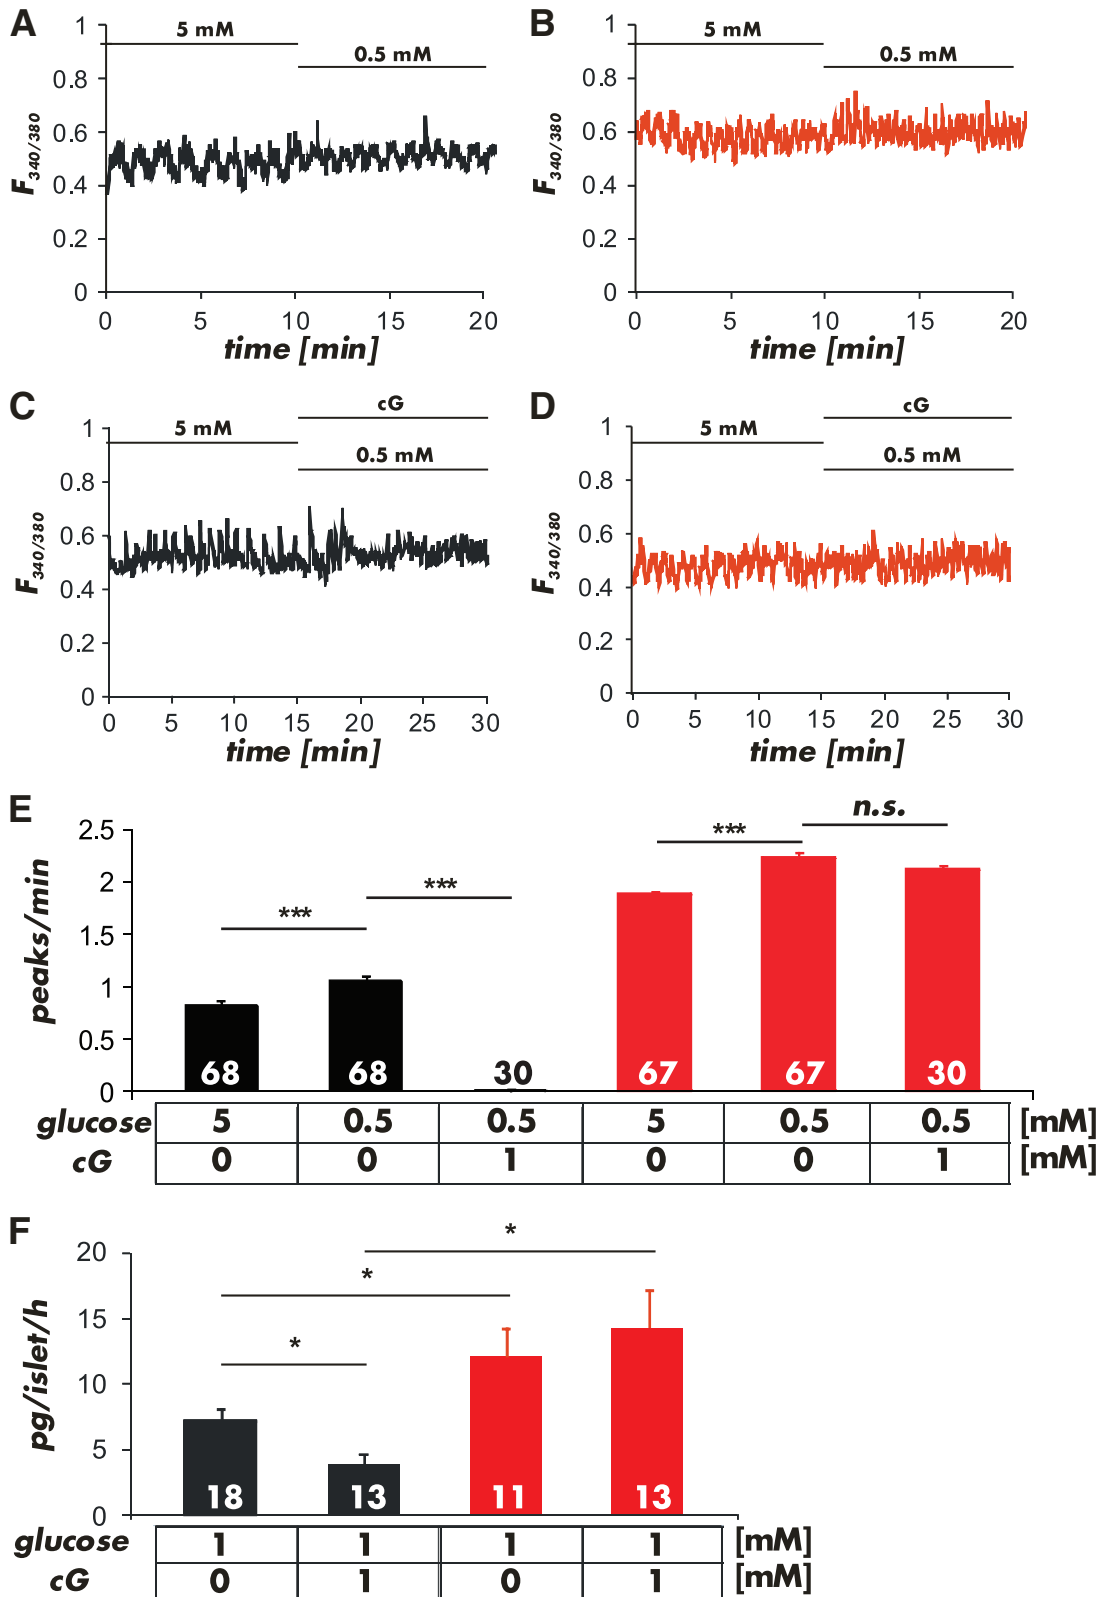 A
1
5 mM
0.5 mM
0.8
0.6
0.4
0.2
0
F340/380
0 5 10 15 20
time [min]
B
1
5 mM
0.5 mM
0.8
0.6
0.4
0.2
0
F340/380
0 5 10 15 20
time [min]
C
cG
1
5 mM
0.5 mM
0.8
0.6
0.4
0.2
0
F340/380
0 5 10 15 20 25 30
time [min]
D
cG
1
5 mM
0.5 mM
0.8
0.6
0.4
0.2
0
F340/380
0 5 10 15 20 25 30
time [min]
E
n.s.
2.5
***
2
***
1.5
***
1
0.5
0
peaks/min
68 68 30 67 67 30
glucose 5 0.5 0.5 5 0.5 0.5 [mM]
cG 0 0 1 0 0 1 [mM]
F
*
20
*
15
*
10
5
0
pg/islet/h
18 13 11 13
glucose 1 1 1 1 [mM]
cG 0 1 0 1 [mM]